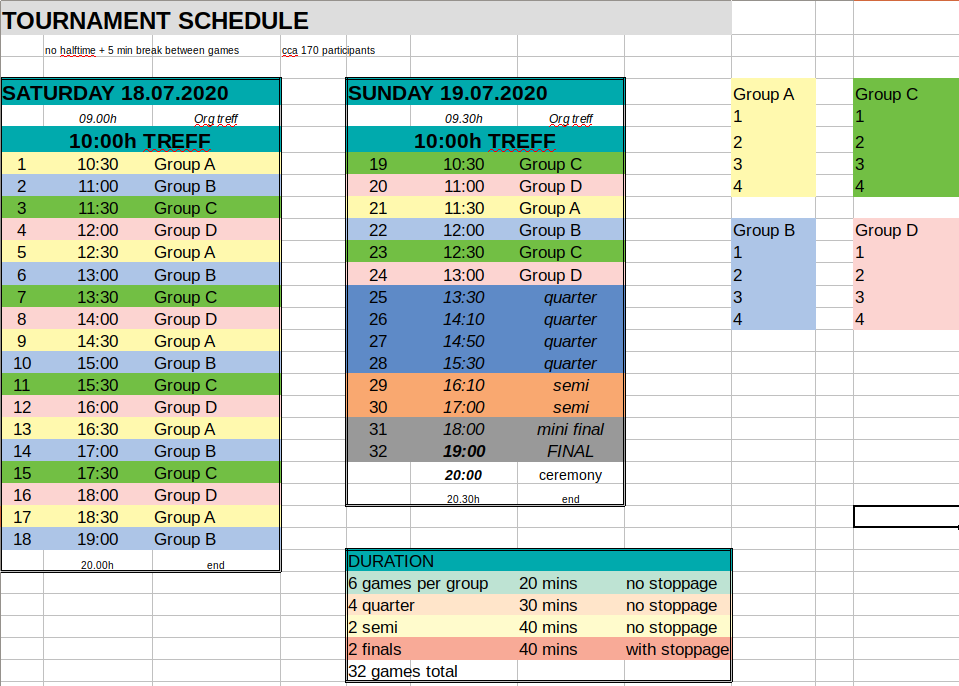 TOURNAMENT SCHEDULE
no halftime + 5 min break between games cca 170 participants
SATURDAY 18.07.2020
09.00h Org treff
10:00h TREFF
1 10:30 Group A
2 11:00 Group B
3 11:30 Group C
4 12:00 Group D
5 12:30 Group A
6 13:00 Group B
7 13:30 Group C
8 14:00 Group D
9 14:30 Group A
10 15:00 Group B
11 15:30 Group C
12 16:00 Group D
13 16:30 Group A
14 17:00 Group B
15 17:30 Group C
16 18:00 Group D
17 18:30 Group A
18 19:00 Group B
20.00h end
SUNDAY 19.07.2020
09.30h Org treff
10:00h TREFF
19 10:30 Group C
20 11:00 Group D
21 11:30 Group A
22 12:00 Group B
23 12:30 Group C
24 13:00 Group D
25 13:30 quarter
26 14:10 quarter
27 14:50 quarter
28 15:30 quarter
29 16:10 semi
30 17:00 semi
31 18:00 mini final
32 19:00 FINAL
20:00 ceremony
20.30h end
Group A
1
2
3
4
Group C
1
2
3
4
Group B
1
2
3
4
Group D
1
2
3
4
DURATION
6 games per group 20 mins no stoppage
4 quarter 30 mins no stoppage
2 semi 40 mins no stoppage
2 finals 40 mins with stoppage
32 games total